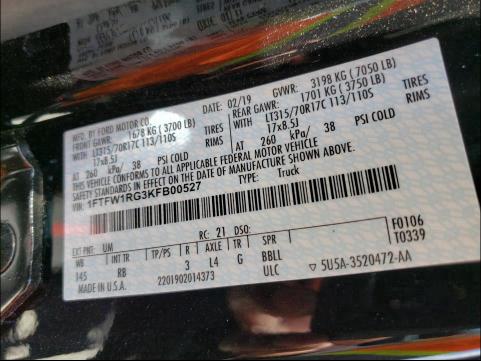 MFD. BY FORD MOTOR CO.
DATE: 02/19 GVWR: 3198 KG ( 7050 LB)
FRONT GAWR: 1678 KG ( 3700 LB) REAR GAWR: 1701 KG ( 3750 LB)
WITH LT315/70R17C 113/110S TIRES WITH LT315/70R17C 113/110S TIRES
17x8.5J RIMS 17x8.5J RIMS
AT 260 kPa/ 38 PSI COLD AT 260 kPa/ 38 PSI COLD
THIS VEHICLE CONFORMS TO ALL APPLICABLE FEDERAL MOTOR VEHICLE
SAFETY STANDARDS IN EFFECT ON THE DATE OF MANUFACTURE SHOWN ABOVE.
VIN: 1FTFW1RG3KFB00527 TYPE: Truck
EXT PNT: UM RC: 21 DSO: F0106
WB INT TR TP/PS R AXLE TR SPR T0339
145 RB 3 L4 G BBLL
MADE IN U.S.A. 2201902014373 ULC ▽ 5U5A-3520472-AA